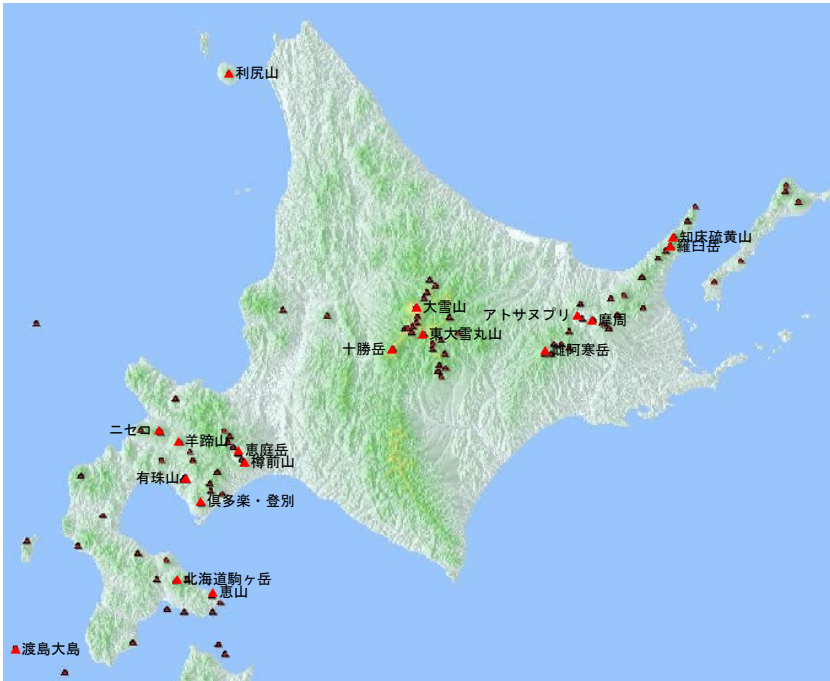 利尻山
知床硫黄山
羅臼岳
大雪山
アトサヌプリ
摩周
東大雪丸山
十勝岳
雌阿寒岳
ニセコ
羊蹄山
恵庭岳
樽前山
有珠山
倶多楽・登別
北海道駒ヶ岳
恵山
渡島大島